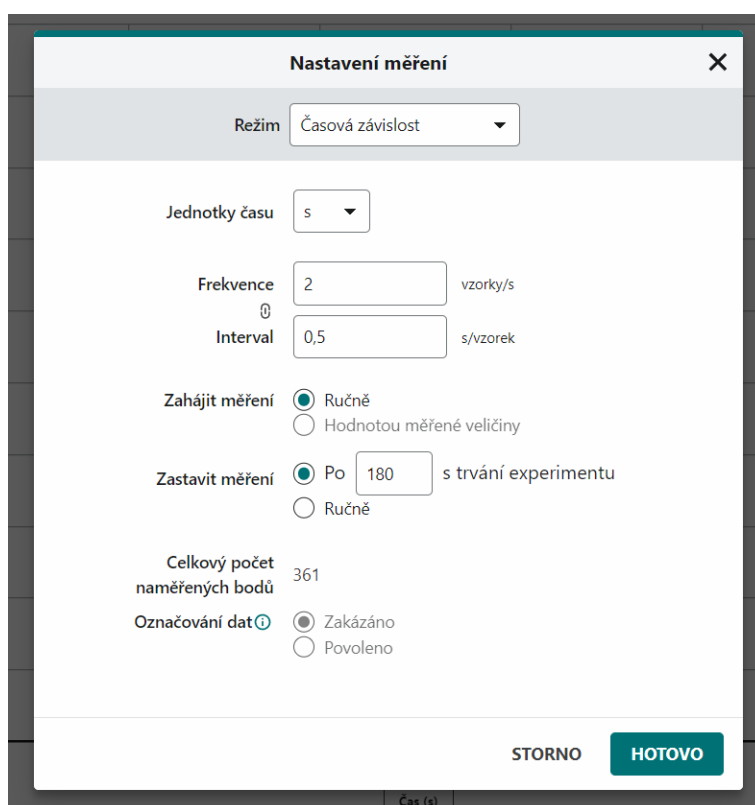 Nastavení měření
Režim Časová závislost
Jednotky času s
Frekvence 2 vzorky/s
Interval 0,5 s/vzorek
Zahájit měření Ručně
Hodnotou měřené veličiny
Zastavit měření Po 180 s trvání experimentu
Ručně
Celkový počet
naměřených bodů 361
Označování dat Zakázáno
Povoleno
STORNO HOTOVO
Čas (s)